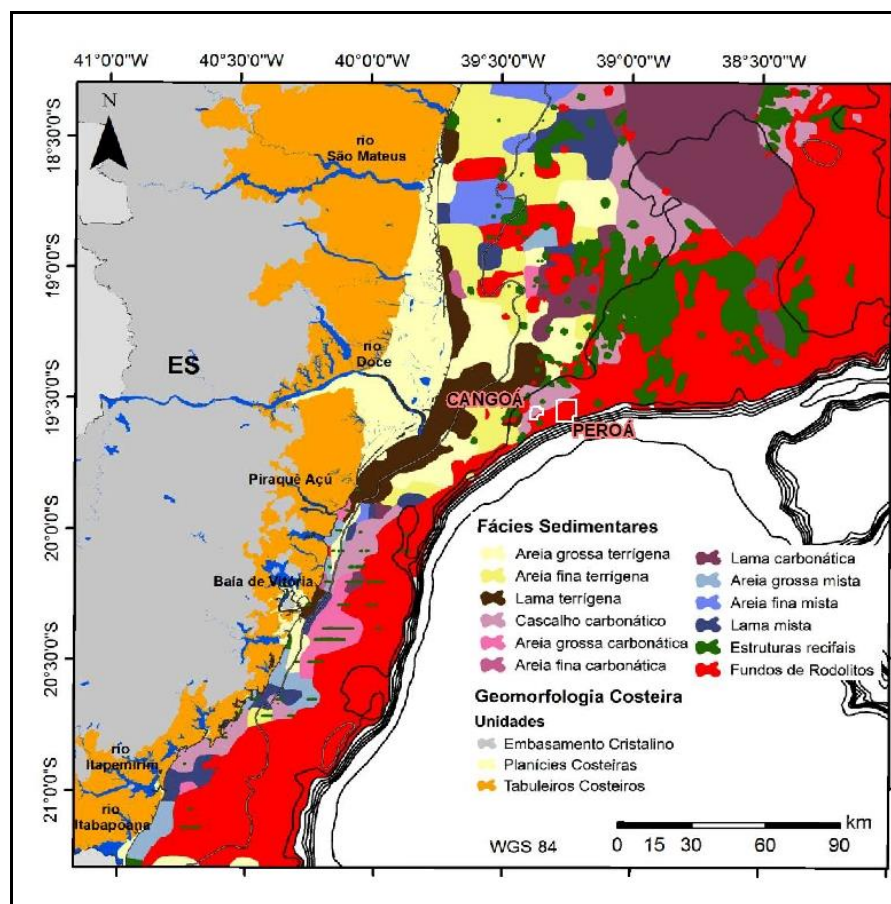 41°0'0"W 40°30'0"W 40°0'0"W 39°30'0"W 39°0'0"W 38°30'0"W
N
18°30'0"S
19°0'0"S
19°30'0"S
20°0'0"S
20°30'0"S
21°0'0"S
rio
São Mateus
rio
Doce
ES
CANGOÁ
PEROÁ
Piraquê Açú
Baía de Vitória
rio
Itapemirim
rio
Itabapoana
Fácies Sedimentares
Areia grossa terrígena
Areia fina terrígena
Lama terrígena
Cascalho carbonático
Areia grossa carbonática
Areia fina carbonática
Lama carbonática
Areia grossa mista
Areia fina mista
Lama mista
Estruturas recifais
Fundos de Rodolitos
Geomorfologia Costeira
Unidades
Embasamento Cristalino
Planícies Costeiras
Tabuleiros Costeiros
WGS 84
km
0 15 30 60 90